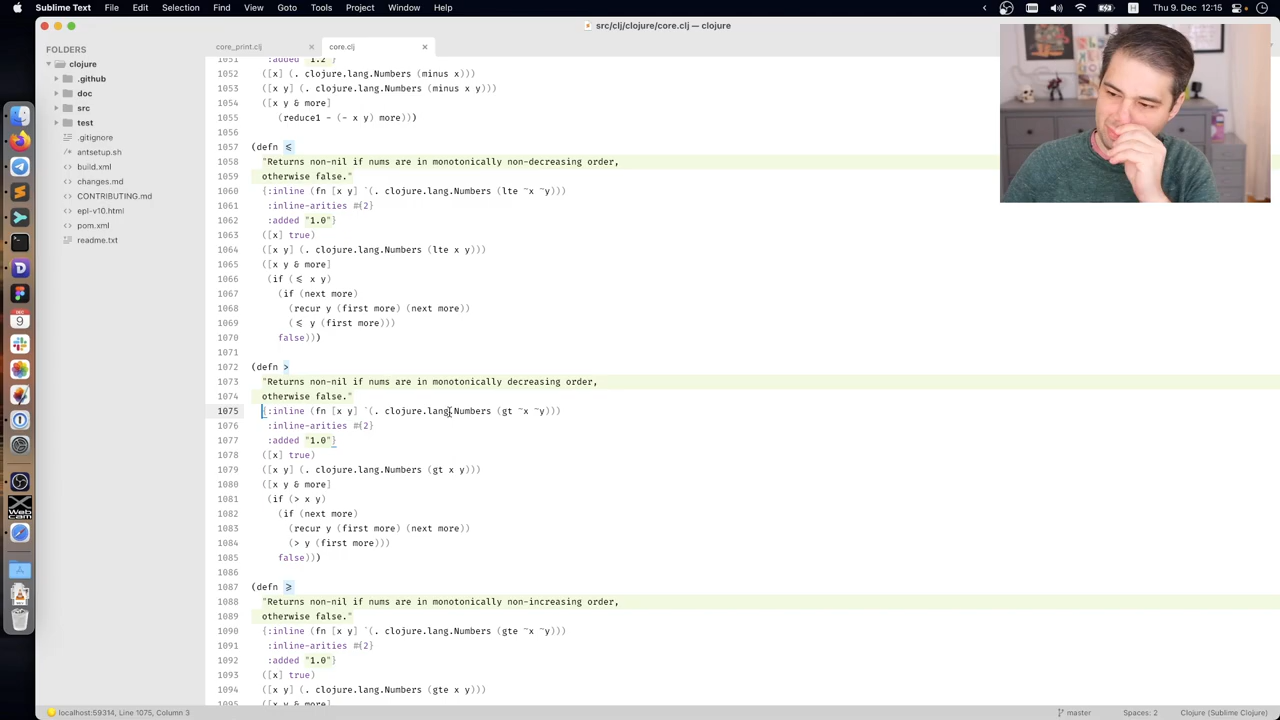 Sublime Text File Edit Selection Find View Goto Tools Project Window Help
Thu 9. Dec 12:15
src/clj/clojure/core.clj — clojure
FOLDERS
clojure
.github
doc
src
test
.gitignore
antsetup.sh
build.xml
changes.md
CONTRIBUTING.md
epl-v10.html
pom.xml
readme.txt
core_print.clj
core.clj
1051 :added "1.2"
1052 ([x] (. clojure.lang.Numbers (minus x)))
1053 ([x y] (. clojure.lang.Numbers (minus x y)))
1054 ([x y & more]
1055 (reduce1 - (- x y) more)))
1056
1057 (defn <=
1058 "Returns non-nil if nums are in monotonically non-decreasing order,
1059 otherwise false."
1060 {:inline (fn [x y] `(. clojure.lang.Numbers (lte ~x ~y)))
1061 :inline-arities #{2}
1062 :added "1.0"}
1063 ([x] true)
1064 ([x y] (. clojure.lang.Numbers (lte x y)))
1065 ([x y & more]
1066 (if (<= x y)
1067 (if (next more)
1068 (recur y (first more) (next more))
1069 (<= y (first more)))
1070 false)))
1071
1072 (defn >
1073 "Returns non-nil if nums are in monotonically decreasing order,
1074 otherwise false."
1075 {:inline (fn [x y] `(. clojure.lang.Numbers (gt ~x ~y)))
1076 :inline-arities #{2}
1077 :added "1.0"}
1078 ([x] true)
1079 ([x y] (. clojure.lang.Numbers (gt x y)))
1080 ([x y & more]
1081 (if (> x y)
1082 (if (next more)
1083 (recur y (first more) (next more))
1084 (> y (first more)))
1085 false)))
1086
1087 (defn >=
1088 "Returns non-nil if nums are in monotonically non-increasing order,
1089 otherwise false."
1090 {:inline (fn [x y] `(. clojure.lang.Numbers (gte ~x ~y)))
1091 :inline-arities #{2}
1092 :added "1.0"}
1093 ([x] true)
1094 ([x y] (. clojure.lang.Numbers (gte x y)))
1095 ([x y & more]
DEC
9
Web
cam
localhost:59314, Line 1075, Column 3
master
Spaces: 2
Clojure (Sublime Clojure)